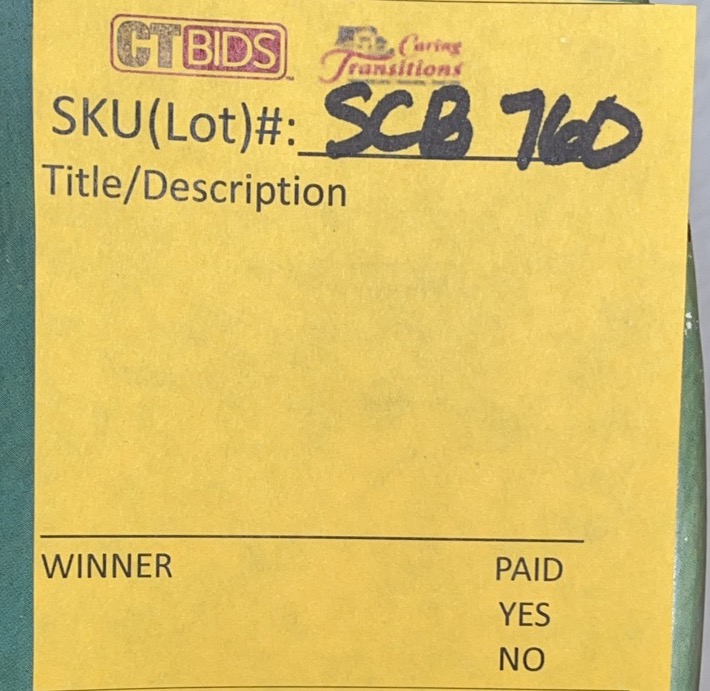 CTBIDS Caring
Transitions
SKU(Lot)#: SCB 760
Title/Description
WINNER PAID
YES
NO